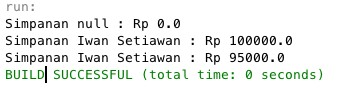 run:
Simpanan null : Rp 0.0
Simpanan Iwan Setiawan : Rp 100000.0
Simpanan Iwan Setiawan : Rp 95000.0
BUILD SUCCESSFUL (total time: 0 seconds)